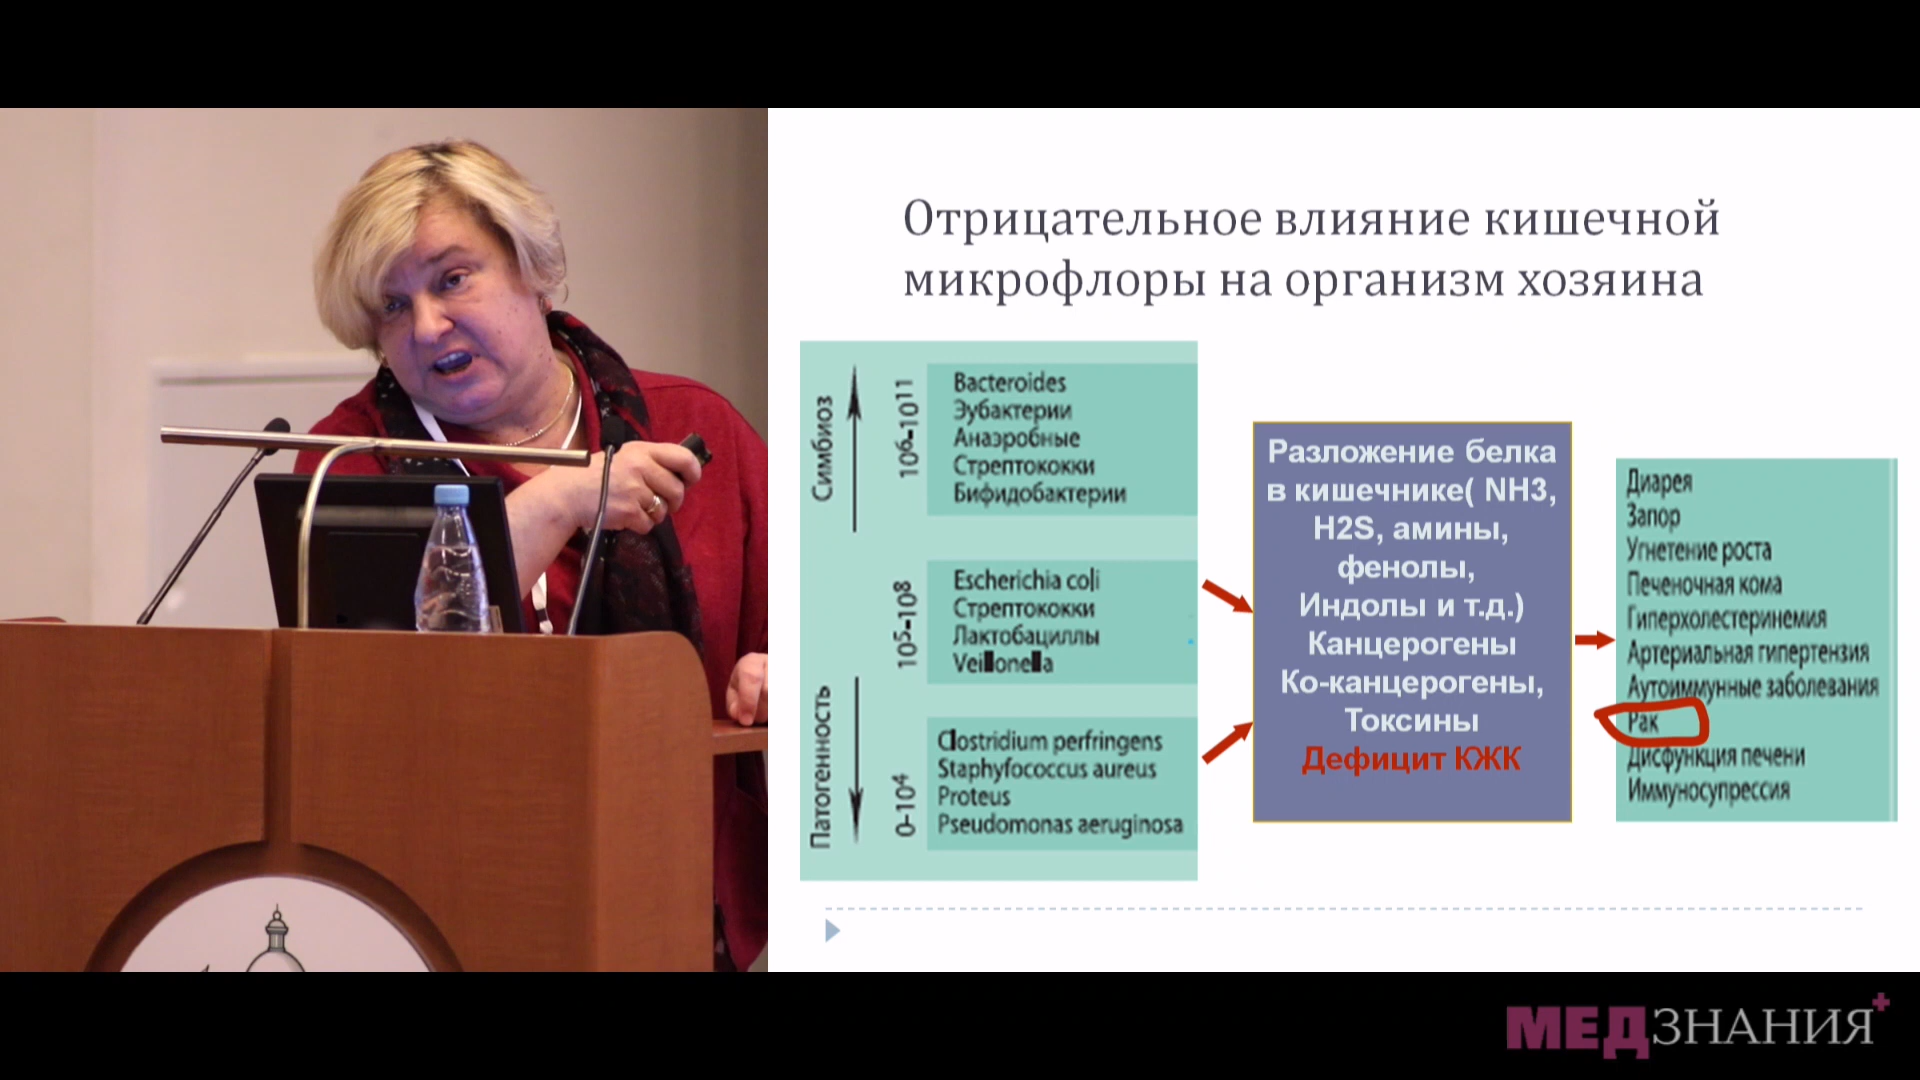 Отрицательное влияние кишечной
микрофлоры на организм хозяина
Симбиоз
10⁶-10¹¹
Bacteroides
Эубактерии
Анаэробные
Стрептококки
Бифидобактерии
10⁵-10⁸
Escherichia coli
Стрептококки
Лактобациллы
Veillonella
Патогенность
0-10⁴
Clostridium perfringens
Staphyfococcus aureus
Proteus
Pseudomonas aeruginosa
Разложение белка
в кишечнике( NH3,
H2S, амины,
фенолы,
Индолы и т.д.)
Канцерогены
Ко-канцерогены,
Токсины
Дефицит КЖК
Диарея
Запор
Угнетение роста
Печеночная кома
Гиперхолестеринемия
Артериальная гипертензия
Аутоиммунные заболевания
Рак
Дисфункция печени
Иммуносупрессия
МЕДЗНАНИЯ+